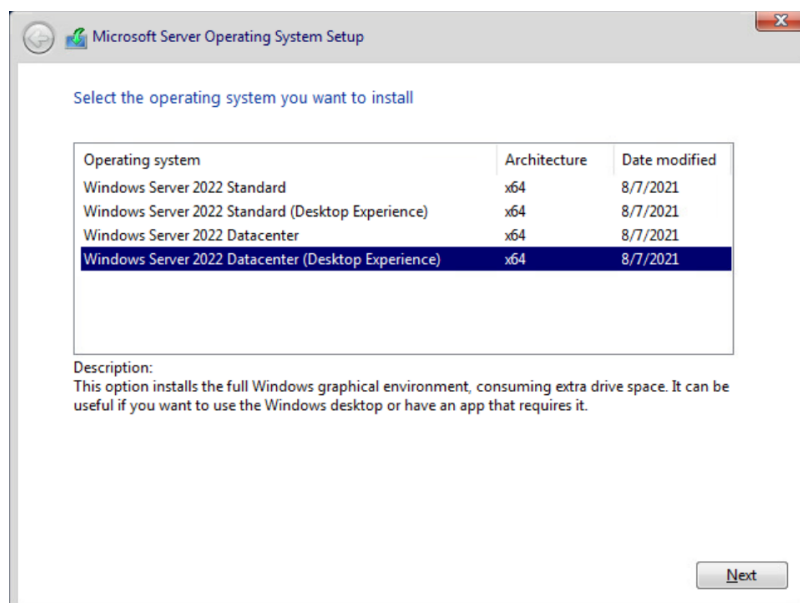 Microsoft Server Operating System Setup
Select the operating system you want to install
Operating system Architecture Date modified
Windows Server 2022 Standard x64 8/7/2021
Windows Server 2022 Standard (Desktop Experience) x64 8/7/2021
Windows Server 2022 Datacenter x64 8/7/2021
Windows Server 2022 Datacenter (Desktop Experience) x64 8/7/2021
Description:
This option installs the full Windows graphical environment, consuming extra drive space. It can be
useful if you want to use the Windows desktop or have an app that requires it.
Next